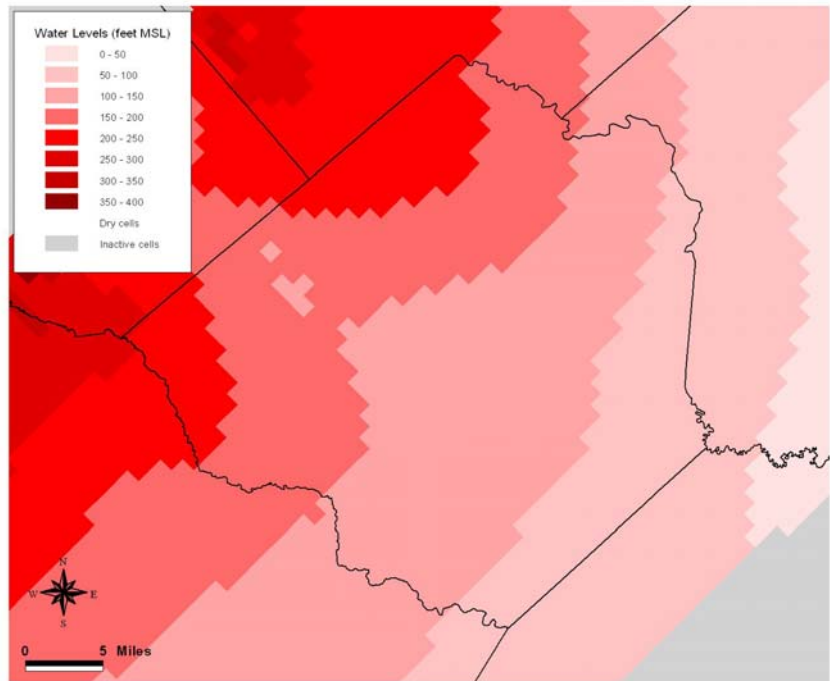 Water Levels (feet MSL)
0 - 50
50 - 100
100 - 150
150 - 200
200 - 250
250 - 300
300 - 350
350 - 400
Dry cells
Inactive cells
N
W E
S
0 5 Miles